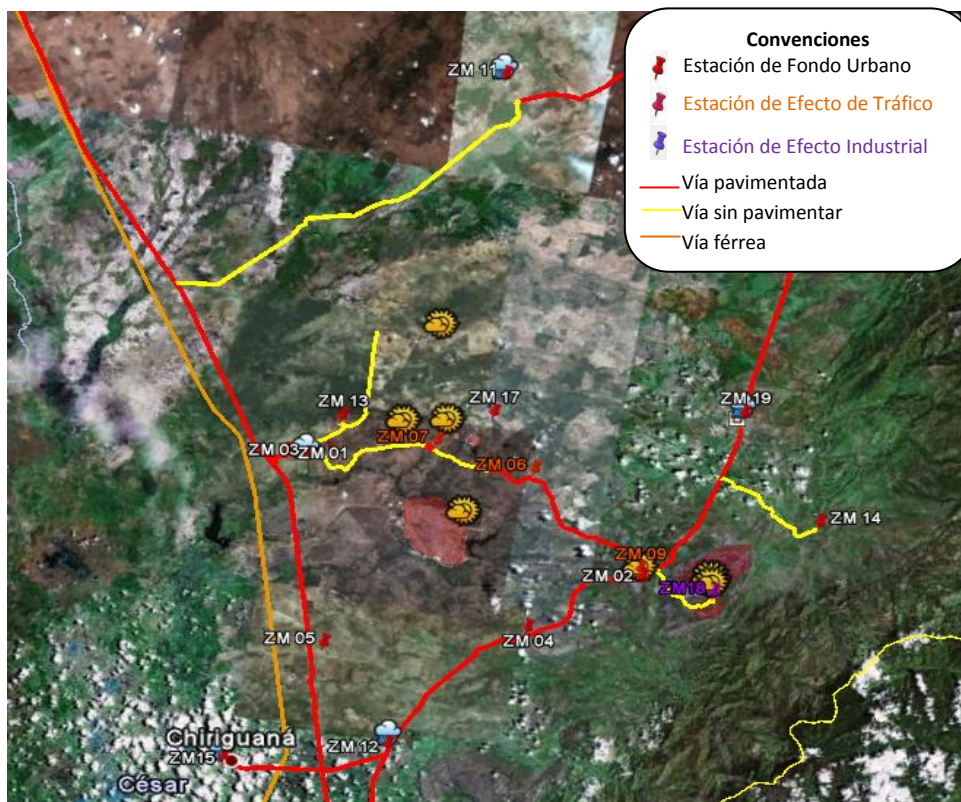 Convenciones
Estación de Fondo Urbano
Estación de Efecto de Tráfico
Estación de Efecto Industrial
Vía pavimentada
Vía sin pavimentar
Vía férrea
ZM 11
ZM 13
ZM 17
ZM 19
ZM 03
ZM 01
ZM 07
ZM 06
ZM 14
ZM 09
ZM 02
ZM18
ZM 05
ZM 04
ZM 12
Chiriguaná
ZM15
César